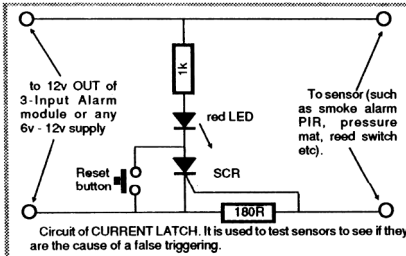 1k
to 12v OUT of
3-Input Alarm
module or any
6v - 12v supply
red LED
To sensor (such
as smoke alarm
PIR, pressure
mat, reed switch
etc).
Reset
button
SCR
180R
Circuit of CURRENT LATCH. It is used to test sensors to see if they
are the cause of a false triggering.